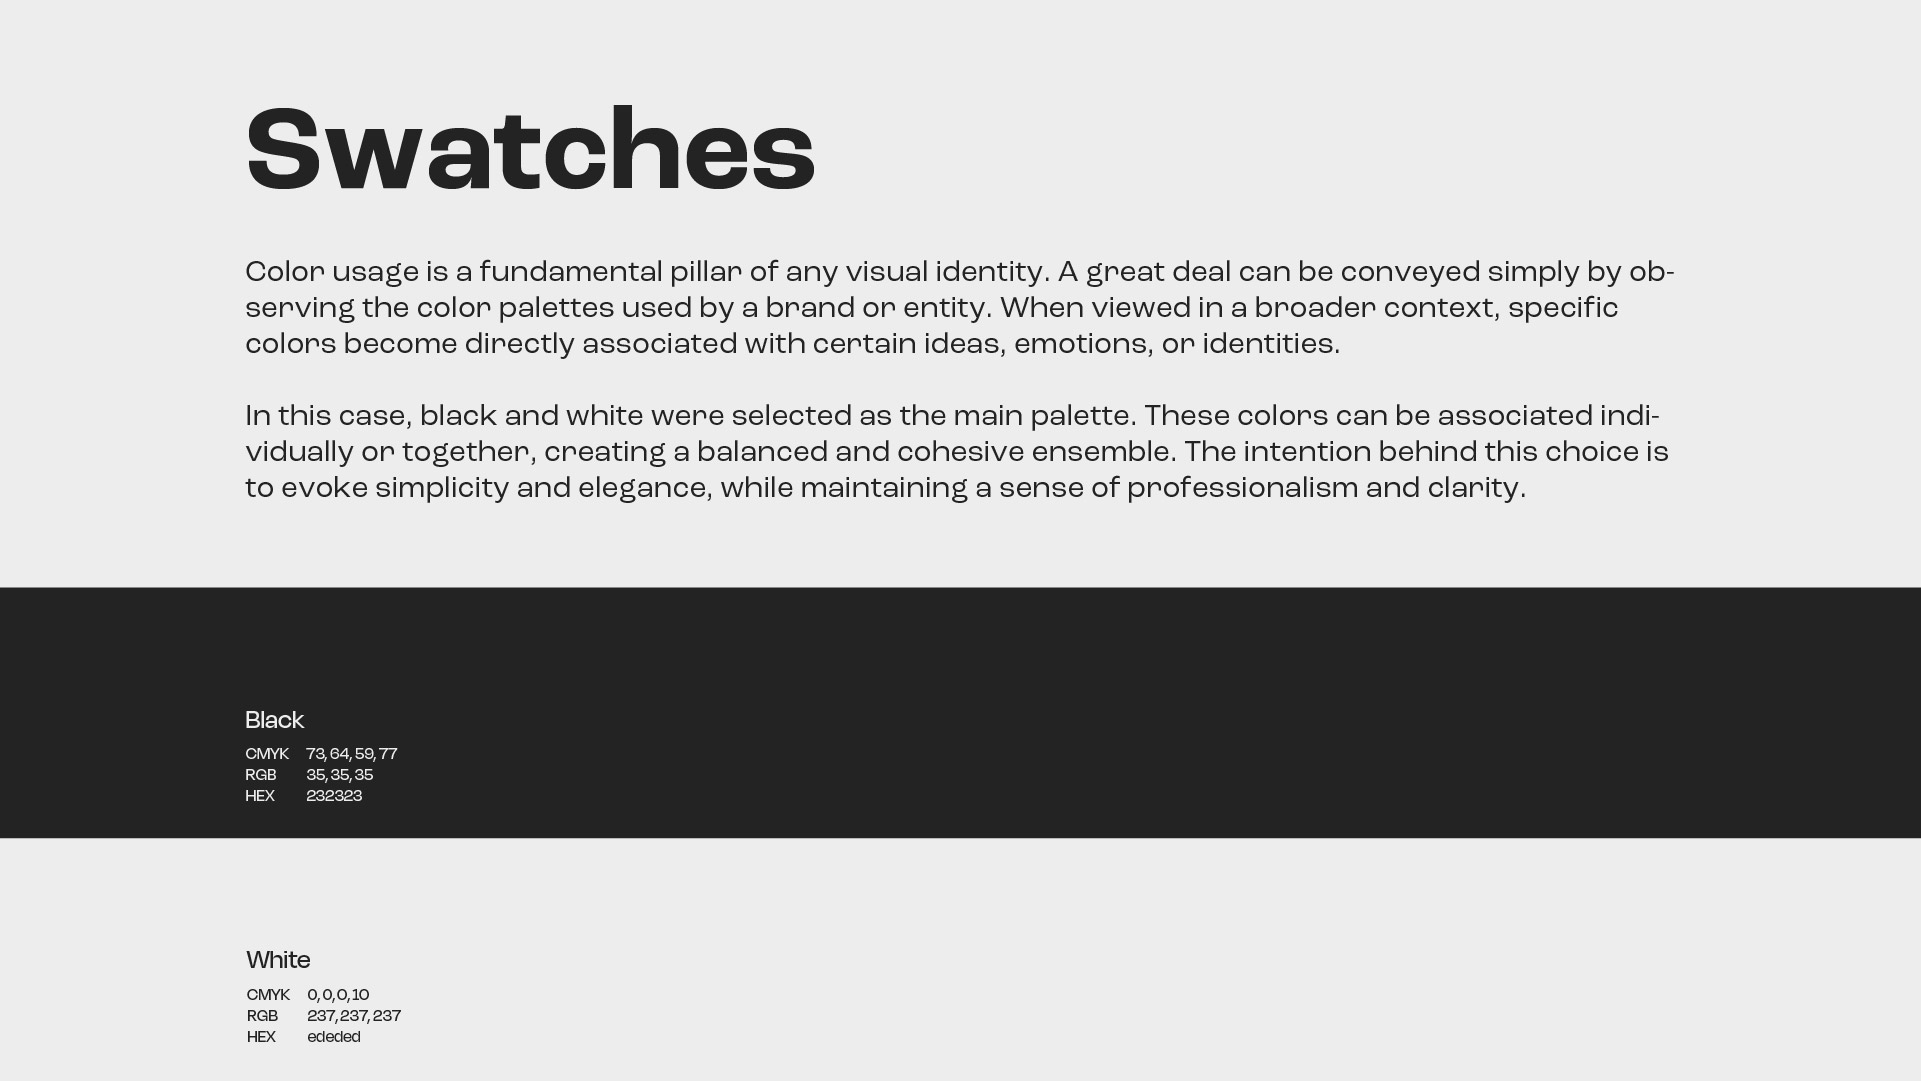 Swatches
Color usage is a fundamental pillar of any visual identity. A great deal can be conveyed simply by ob-
serving the color palettes used by a brand or entity. When viewed in a broader context, specific
colors become directly associated with certain ideas, emotions, or identities.
In this case, black and white were selected as the main palette. These colors can be associated indi-
vidually or together, creating a balanced and cohesive ensemble. The intention behind this choice is
to evoke simplicity and elegance, while maintaining a sense of professionalism and clarity.
Black
CMYK 73, 64, 59, 77
RGB 35, 35, 35
HEX 232323
White
CMYK 0, 0, 0, 10
RGB 237, 237, 237
HEX ededed